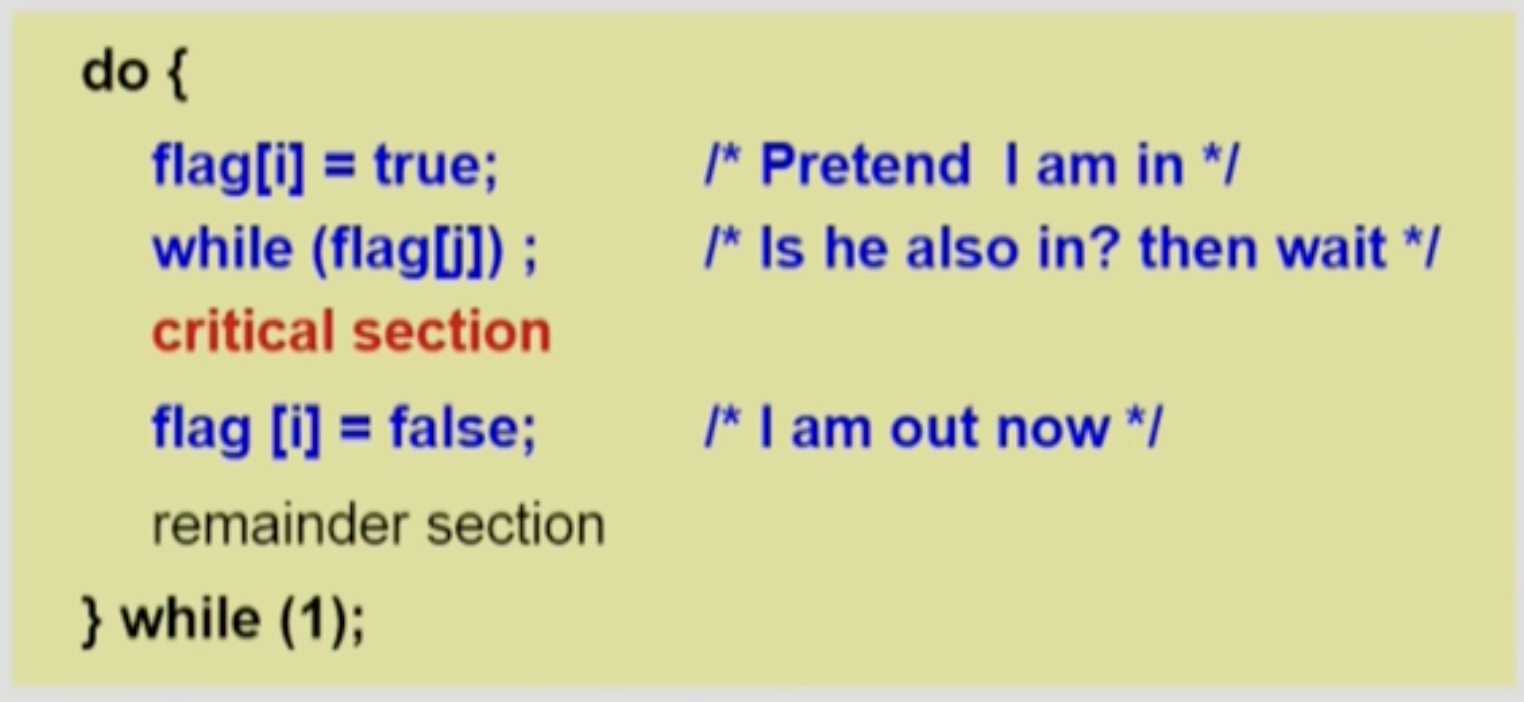 do {
flag[i] = true; /* Pretend I am in */
while (flag[j]) ; /* Is he also in? then wait */
critical section
flag [i] = false; /* I am out now */
remainder section
} while (1);